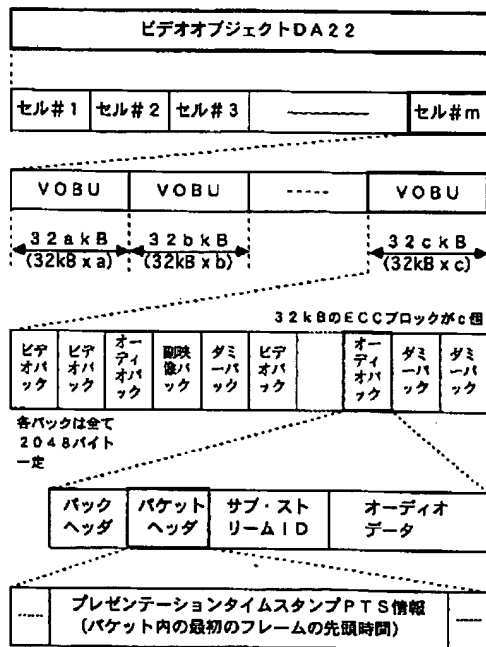 ビデオオブジェクトDA22
セル#1 セル#2 セル#3 セル#m
VOBU VOBU ----- VOBU
32akB 32bkB 32ckB
(32kB x a) (32kB x b) (32kB x c)
32kBのECCブロックがc個
ビデオパック ビデオパック オーディオパック 副映像パック ダミーパック ビデオパック オーディオパック ダミーパック ダミーパック
各パックは全て
2048バイト
一定
パックヘッダ パケットヘッダ サブ・ストリームID オーディオデータ
プレゼンテーションタイムスタンプPTS情報
(パケット内の最初のフレームの先頭時間)